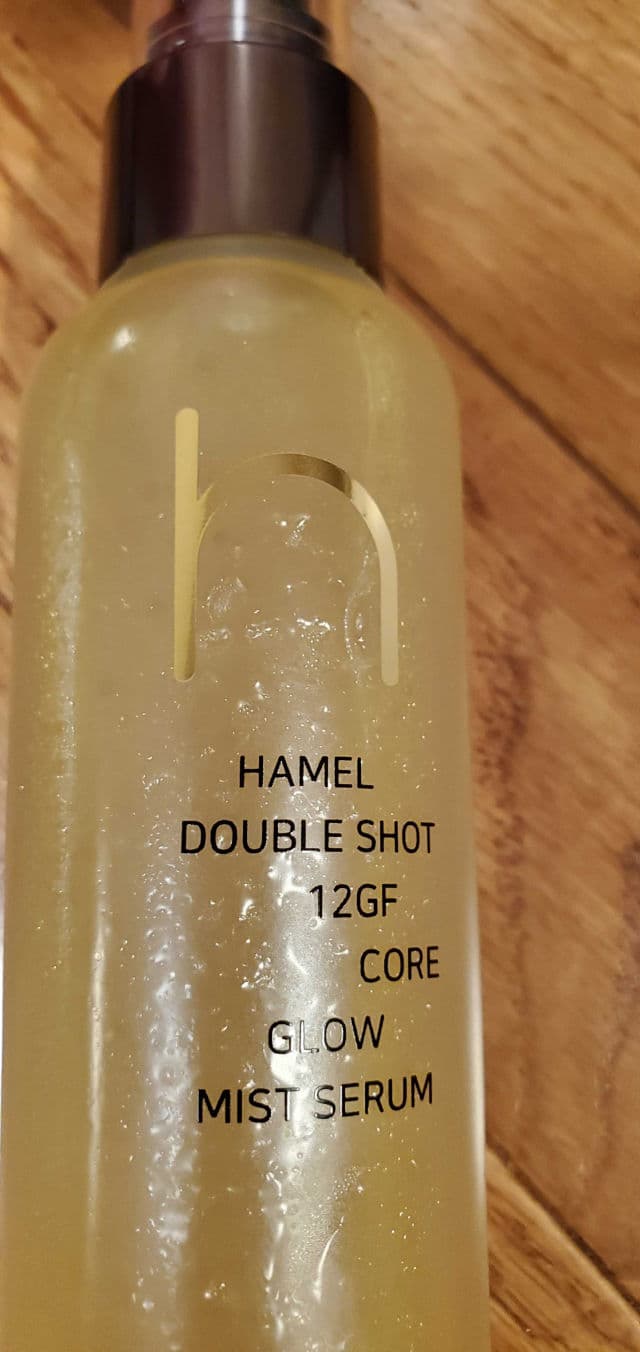 h
HAMEL
DOUBLE SHOT
12GF
CORE
GLOW
MIST SERUM